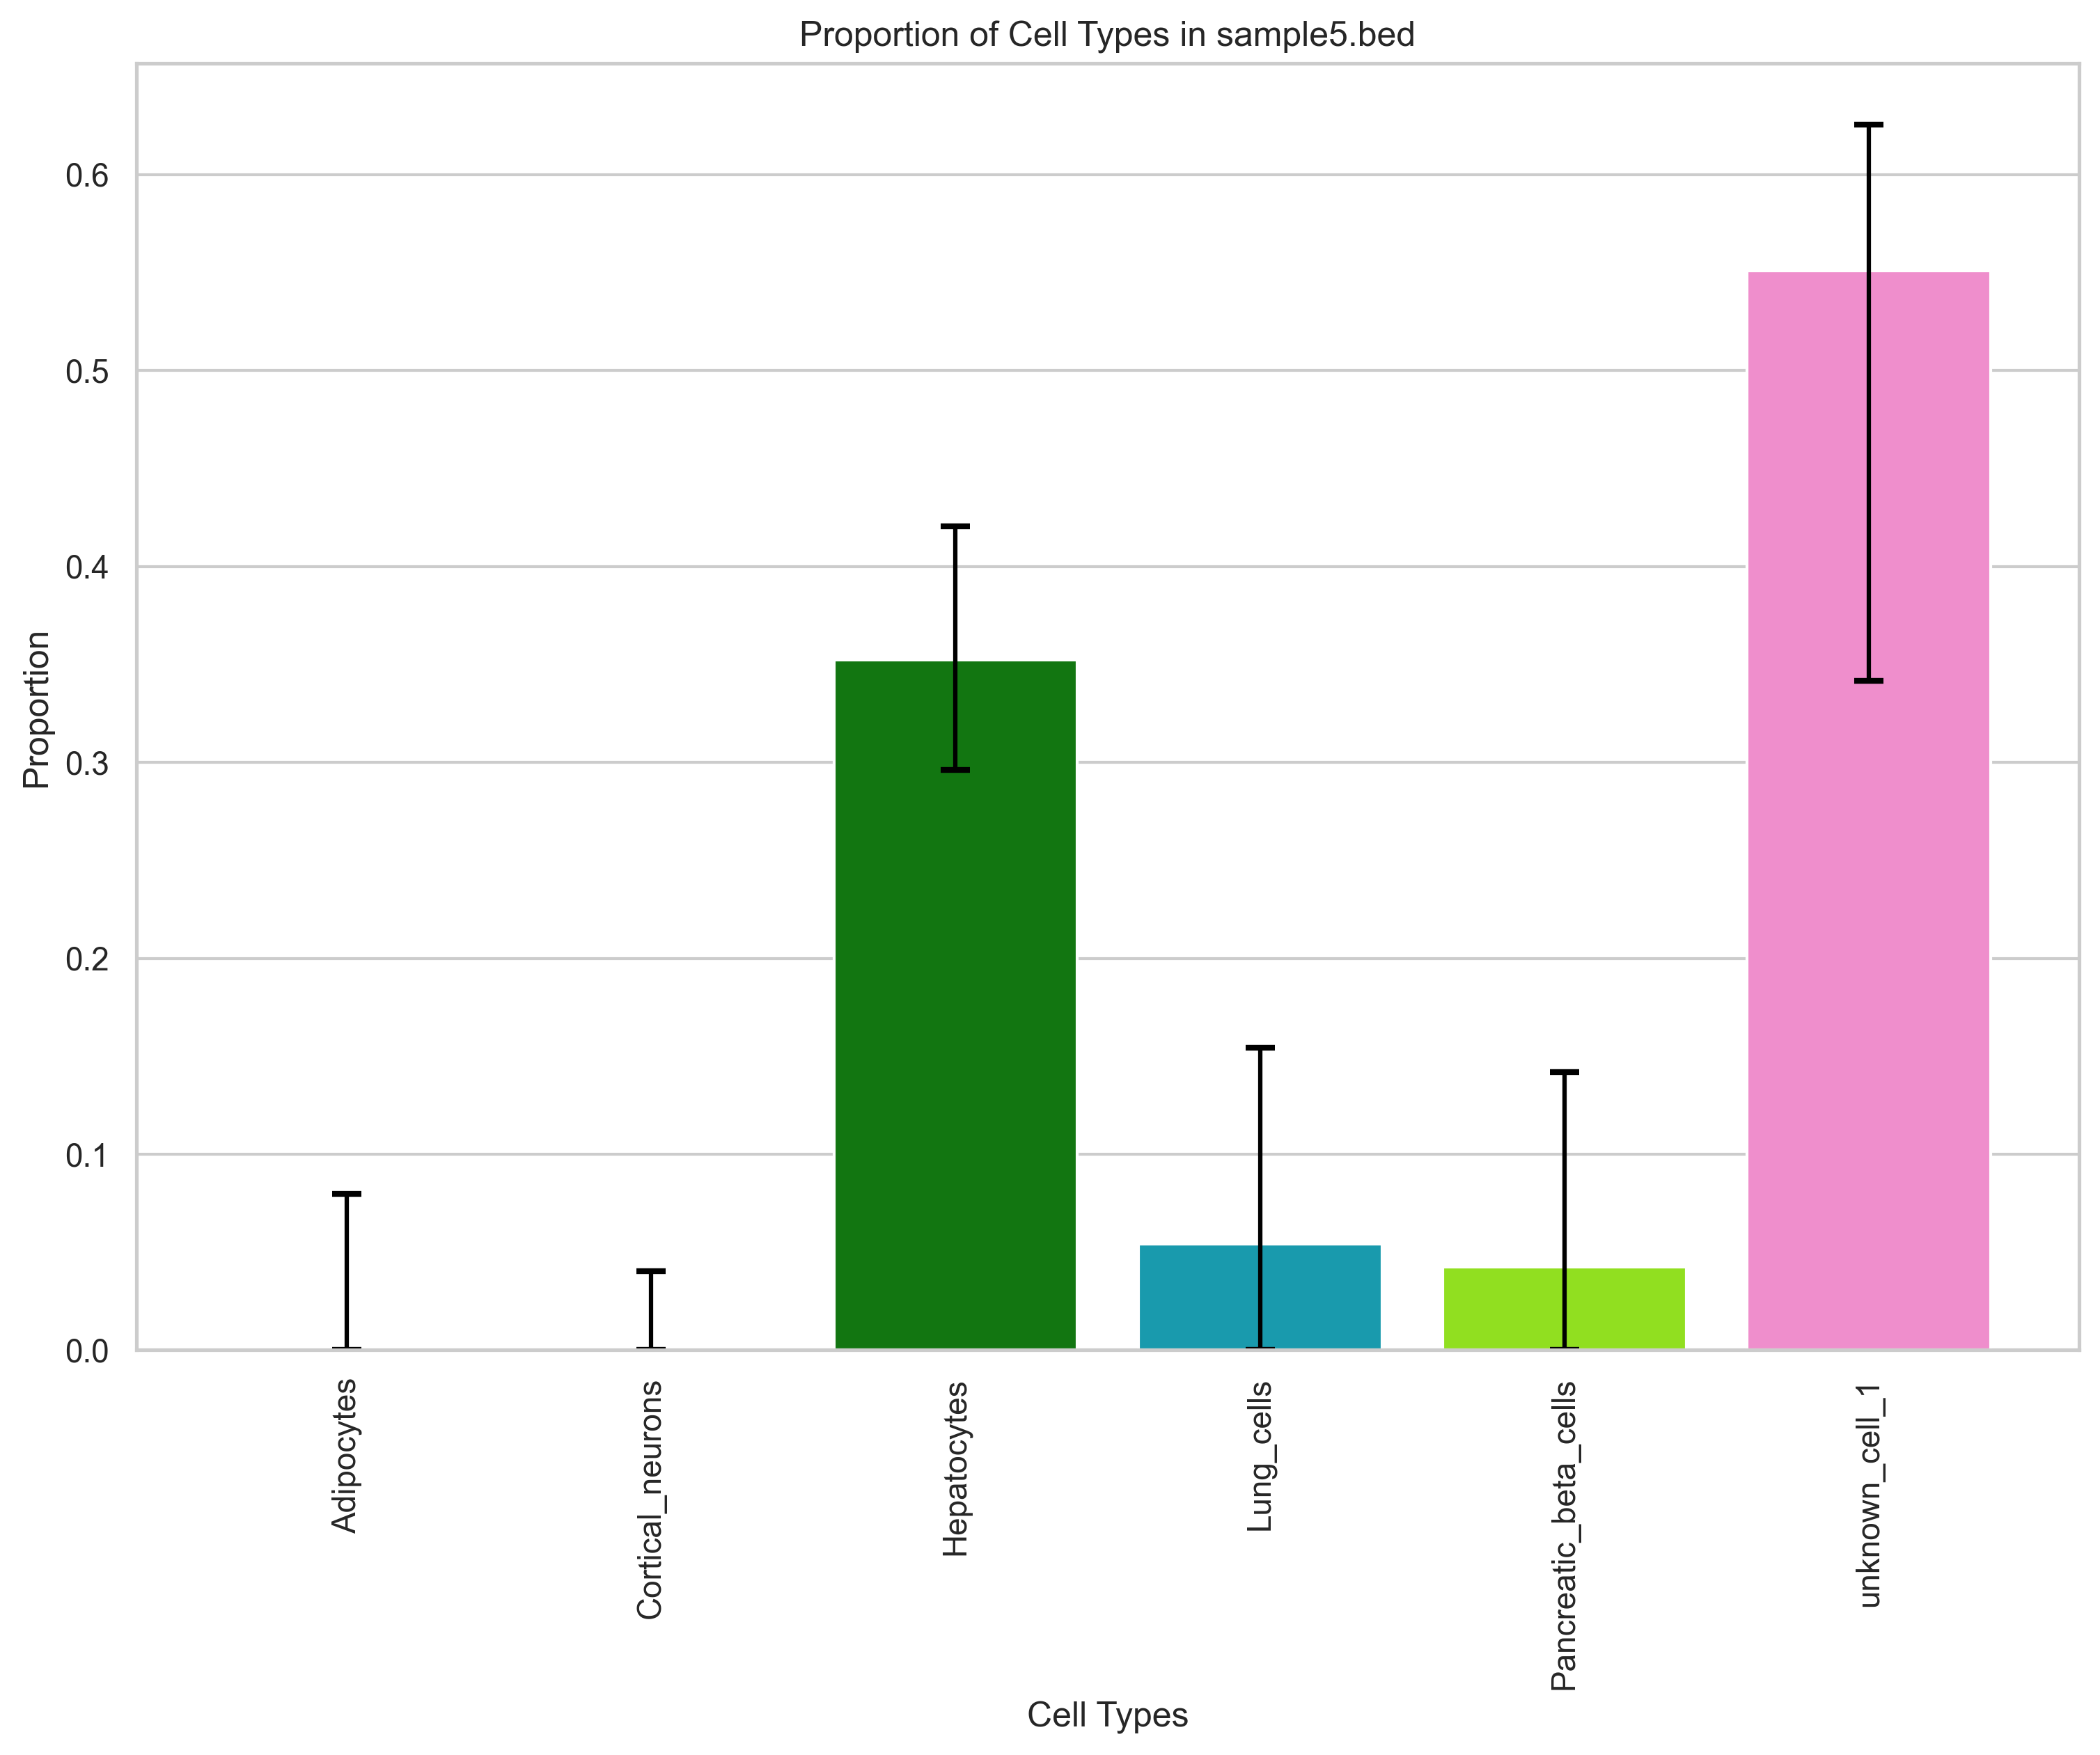 Proportion of Cell Types in sample5.bed
Proportion
0.6
0.5
0.4
0.3
0.2
0.1
0.0
Adipocytes
Cortical_neurons
Hepatocytes
Lung_cells
Pancreatic_beta_cells
unknown_cell_1
Cell Types